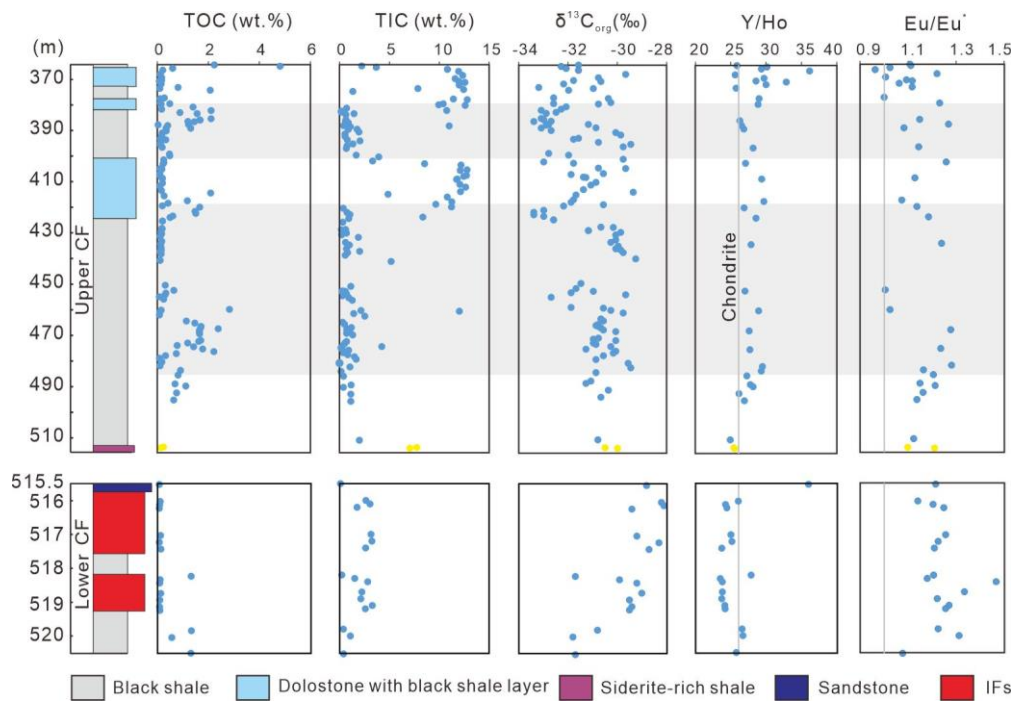 TOC (wt.%) TIC (wt.%) δ¹³Corg(‰) Y/Ho Eu/Eu*
(m) 0 2 4 6 0 5 10 15 -34 -32 -30 -28 20 25 30 35 40 0.9 1.1 1.3 1.5
370
390
400
410
430
440
450
470
480
490
510
Upper CF
Chondrite
515.5
516
517
518
519
520
Lower CF
Black shale Dolostone with black shale layer Siderite-rich shale Sandstone IFs